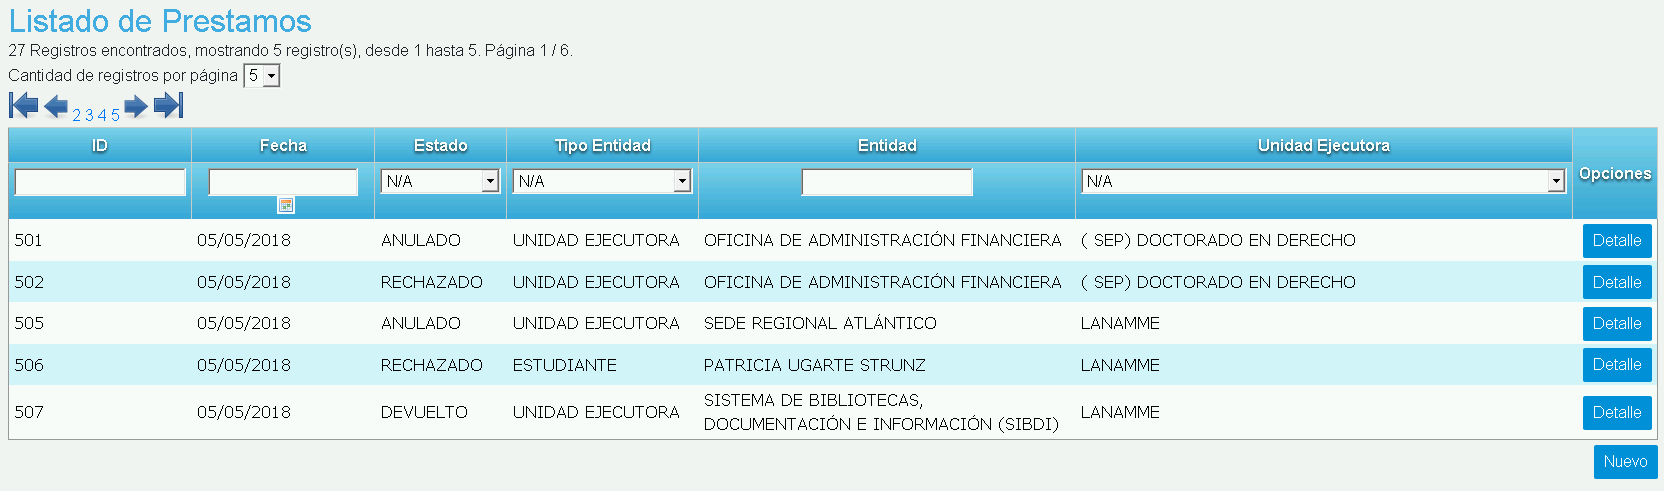 Listado de Prestamos
27 Registros encontrados, mostrando 5 registro(s), desde 1 hasta 5. Página 1 / 6.
Cantidad de registros por página 5
2 3 4 5
ID Fecha Estado Tipo Entidad Entidad Unidad Ejecutora Opciones
N/A N/A N/A
501 05/05/2018 ANULADO UNIDAD EJECUTORA OFICINA DE ADMINISTRACIÓN FINANCIERA ( SEP) DOCTORADO EN DERECHO Detalle
502 05/05/2018 RECHAZADO UNIDAD EJECUTORA OFICINA DE ADMINISTRACIÓN FINANCIERA ( SEP) DOCTORADO EN DERECHO Detalle
505 05/05/2018 ANULADO UNIDAD EJECUTORA SEDE REGIONAL ATLÁNTICO LANAMME Detalle
506 05/05/2018 RECHAZADO ESTUDIANTE PATRICIA UGARTE STRUNZ LANAMME Detalle
507 05/05/2018 DEVUELTO UNIDAD EJECUTORA SISTEMA DE BIBLIOTECAS,
DOCUMENTACIÓN E INFORMACIÓN (SIBDI) LANAMME Detalle
Nuevo